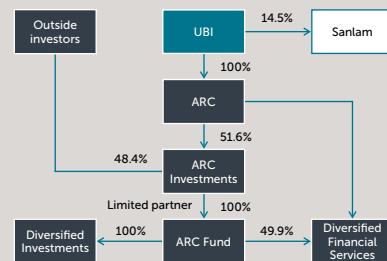 Outside
investors
UBI
14.5%
Sanlam
100%
ARC
51.6%
48.4%
ARC
Investments
Limited partner
100%
Diversified
Investments
100%
ARC Fund
49.9%
Diversified
Financial
Services